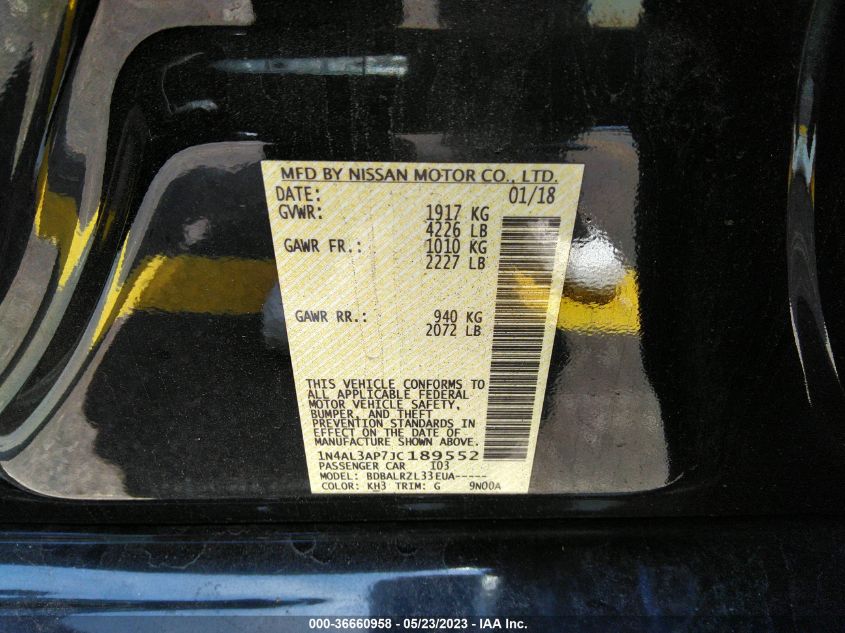 MFD BY NISSAN MOTOR CO., LTD.
DATE: 01/18
GVWR: 1917 KG
4226 LB
GAWR FR.: 1010 KG
2227 LB
GAWR RR.: 940 KG
2072 LB
THIS VEHICLE CONFORMS TO
ALL APPLICABLE FEDERAL
MOTOR VEHICLE SAFETY,
BUMPER, AND THEFT
PREVENTION STANDARDS IN
EFFECT ON THE DATE OF
MANUFACTURE SHOWN ABOVE.
1N4AL3AP7JC189552
PASSENGER CAR I03
MODEL: BDBALRZL33EUA-----
COLOR: KH3 TRIM: G 9N00A
000-36660958 - 05/23/2023 - IAA Inc.